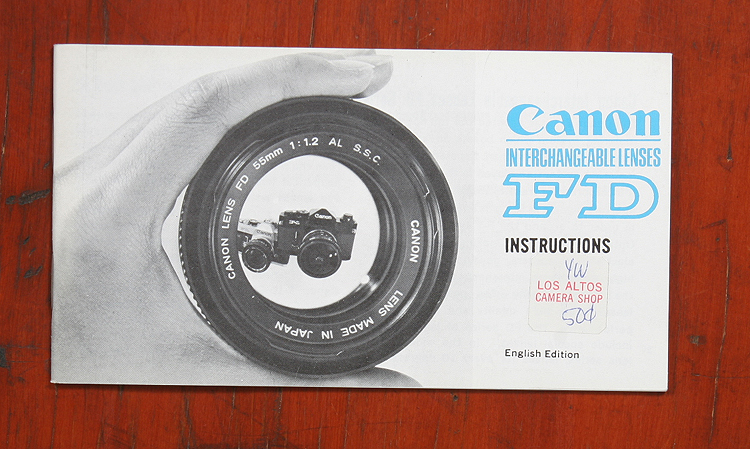 Canon
INTERCHANGEABLE LENSES
FD
INSTRUCTIONS
YW
LOS ALTOS
CAMERA SHOP
50¢
English Edition
CANON LENS FD 55mm 1:1.2 AL S.S.C.
CANON LENS MADE IN JAPAN
Canon